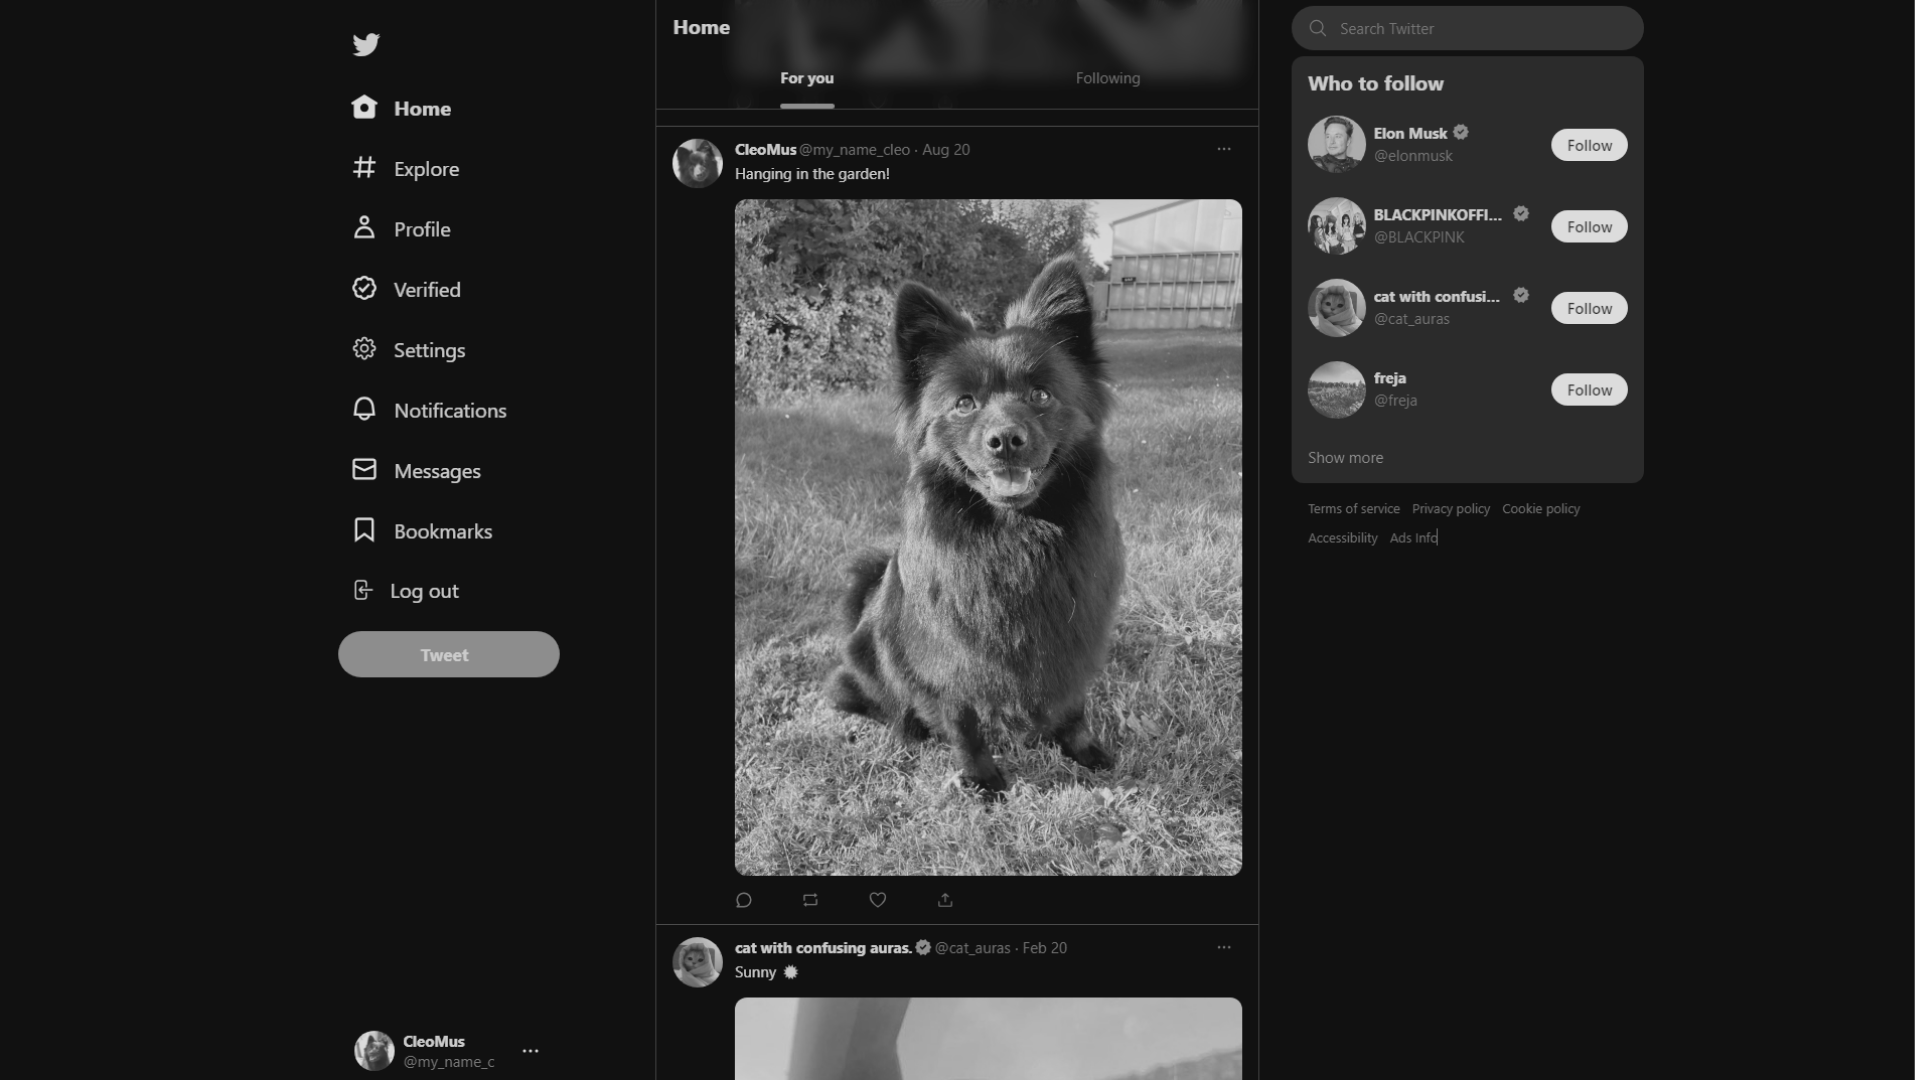 Home
Explore
Profile
Verified
Settings
Notifications
Messages
Bookmarks
Log out
Tweet
CleoMus
@my_name_c
Home
For you Following
CleoMus @my_name_cleo · Aug 20
Hanging in the garden!
cat with confusing auras. @cat_auras · Feb 20
Sunny
Search Twitter
Who to follow
Elon Musk
@elonmusk
Follow
BLACKPINKOFFI...
@BLACKPINK
Follow
cat with confusi...
@cat_auras
Follow
freja
@freja
Follow
Show more
Terms of service Privacy policy Cookie policy
Accessibility Ads Info